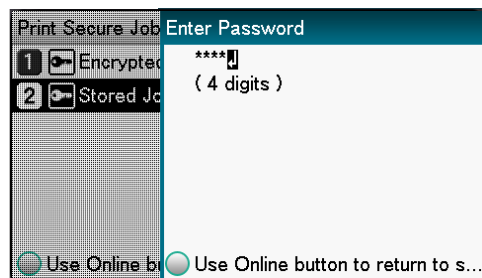 Print Secure Job
1 Encrypted
2 Stored Jo
Use Online bu
Enter Password
****
( 4 digits )
Use Online button to return to s...